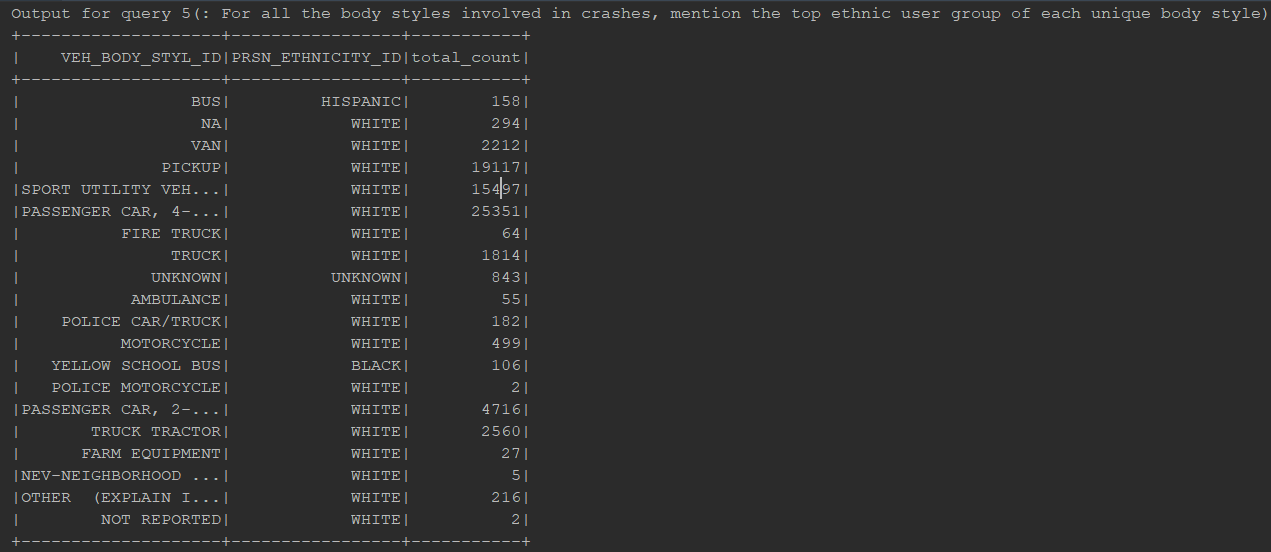 Output for query 5(: For all the body styles involved in crashes, mention the top ethnic user group of each unique body style)
+--------------------+-----------------+-----------+
|    VEH_BODY_STYL_ID|PRSN_ETHNICITY_ID|total_count|
+--------------------+-----------------+-----------+
|                 BUS|         HISPANIC|        158|
|                  NA|            WHITE|        294|
|                 VAN|            WHITE|       2212|
|              PICKUP|            WHITE|      19117|
|SPORT UTILITY VEH...|            WHITE|      15497|
|PASSENGER CAR, 4-...|            WHITE|      25351|
|          FIRE TRUCK|            WHITE|         64|
|               TRUCK|            WHITE|       1814|
|             UNKNOWN|          UNKNOWN|        843|
|           AMBULANCE|            WHITE|         55|
|    POLICE CAR/TRUCK|            WHITE|        182|
|          MOTORCYCLE|            WHITE|        499|
|   YELLOW SCHOOL BUS|            BLACK|        106|
|   POLICE MOTORCYCLE|            WHITE|          2|
|PASSENGER CAR, 2-...|            WHITE|       4716|
|       TRUCK TRACTOR|            WHITE|       2560|
|      FARM EQUIPMENT|            WHITE|         27|
|NEV-NEIGHBORHOOD ...|            WHITE|          5|
|OTHER  (EXPLAIN I...|            WHITE|        216|
|        NOT REPORTED|            WHITE|          2|
+--------------------+-----------------+-----------+